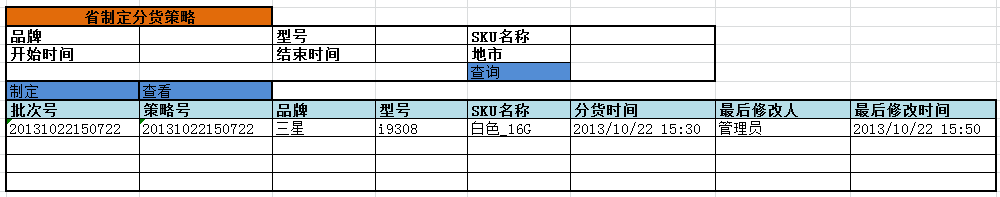 省制定分货策略
品牌 型号 SKU名称
开始时间 结束时间 地市
查询
制定 查看
批次号 策略号 品牌 型号 SKU名称 分货时间 最后修改人 最后修改时间
20131022150722 20131022150722 三星 i9308 白色_16G 2013/10/22 15:30 管理员 2013/10/22 15:50